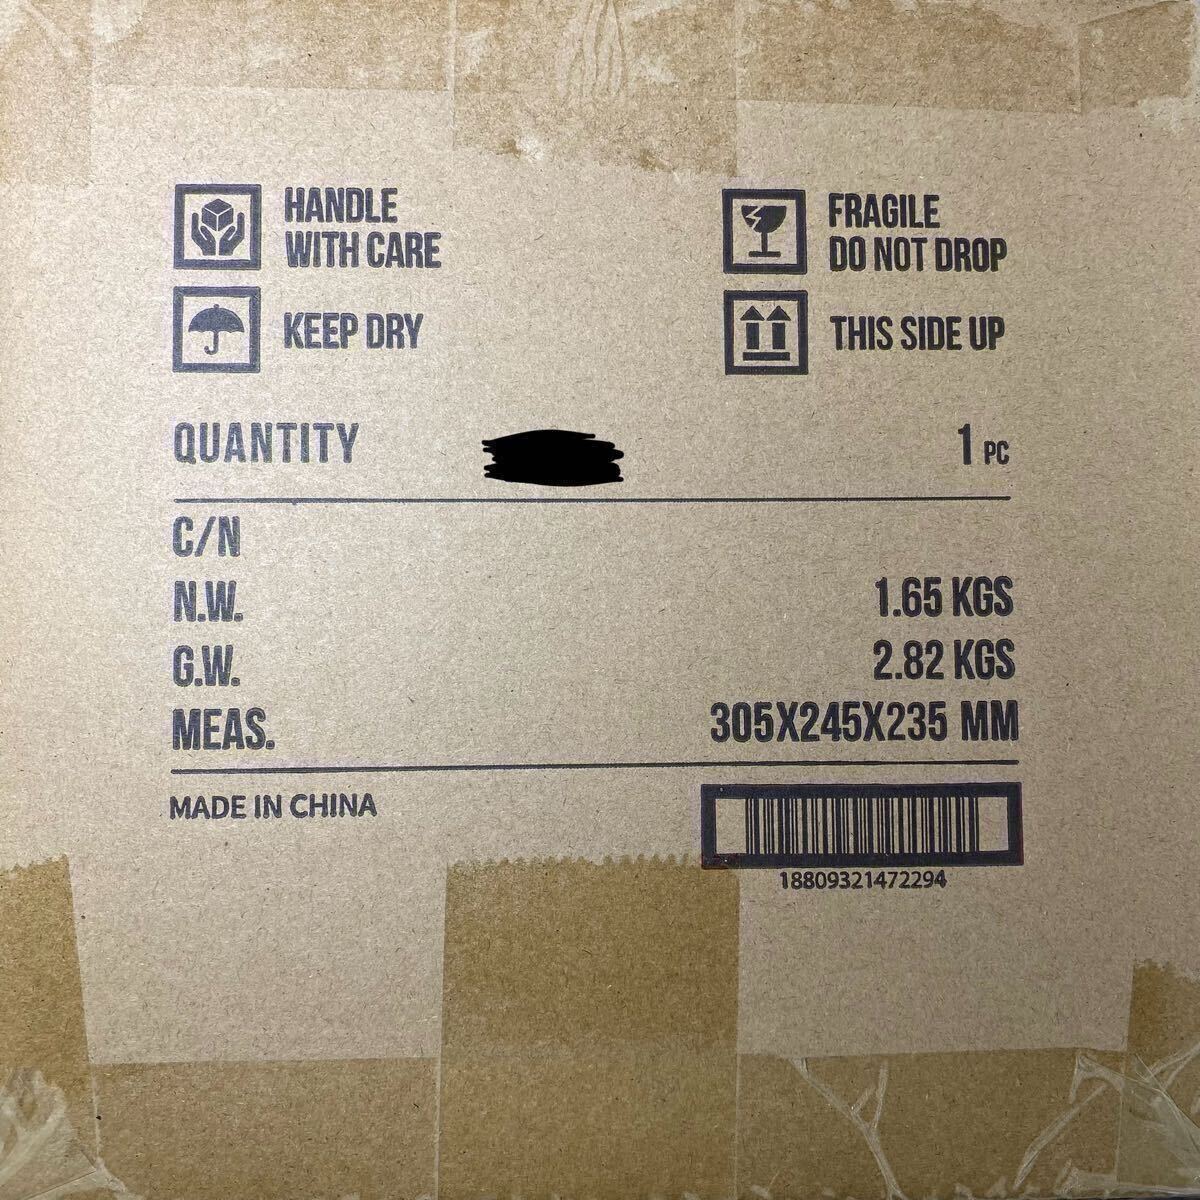 HANDLE
WITH CARE
FRAGILE
DO NOT DROP
KEEP DRY
THIS SIDE UP
QUANTITY 1 PC
C/N
N.W. 1.65 KGS
G.W. 2.82 KGS
MEAS. 305X245X235 MM
MADE IN CHINA
18809321472294